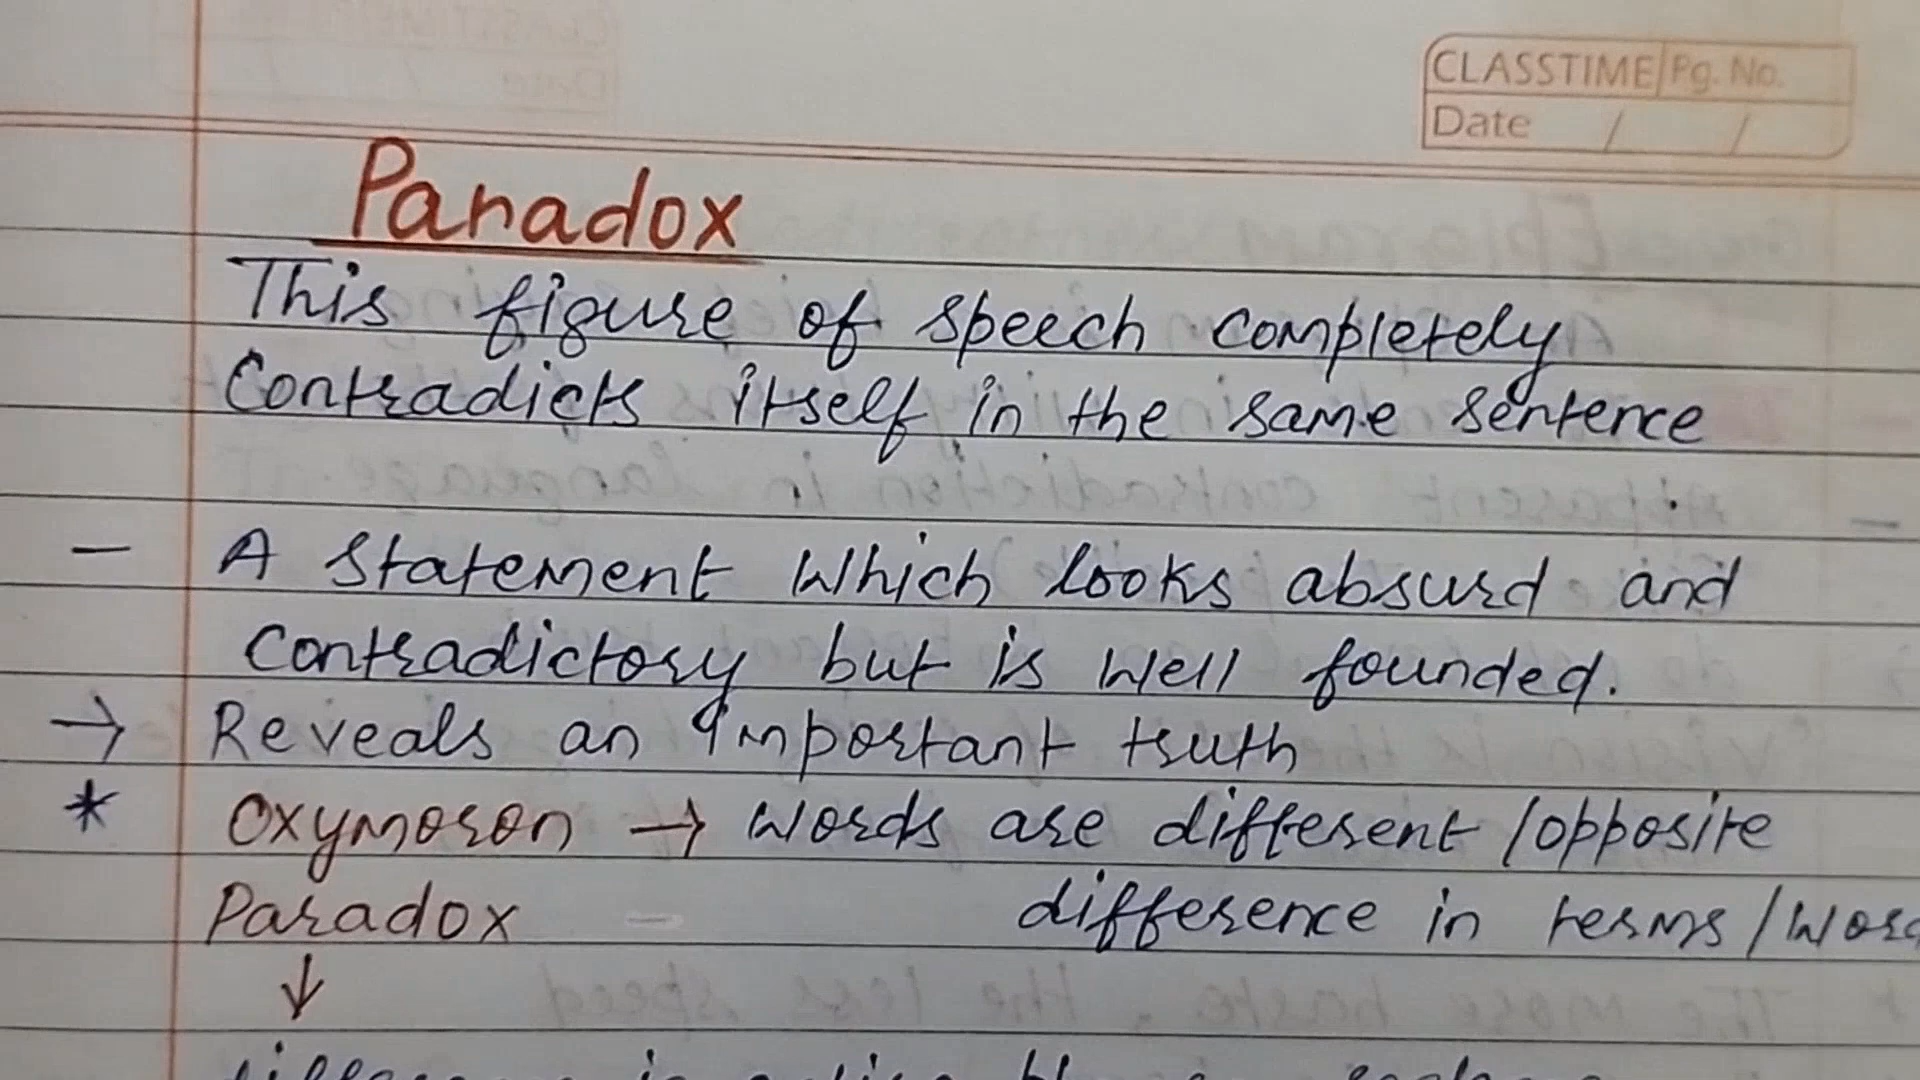 CLASSTIME Pg. No.
Date / /
Paradox
This figure of speech completely
Contradicts itself in the same sentence
- A statement which looks absurd and
contradictory but is well founded.
→ Reveals an important truth
* Oxymoron → words are different /opposite
Paradox - difference in terms /
↓